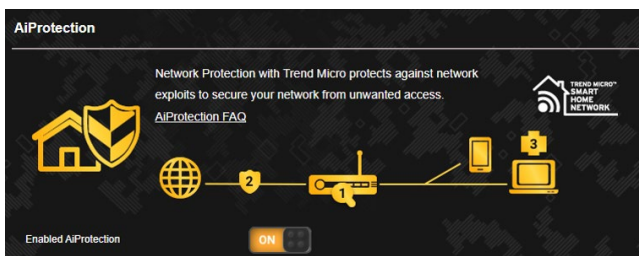 AiProtection
Network Protection with Trend Micro protects against network
exploits to secure your network from unwanted access.
AiProtection FAQ
TREND MICRO™
SMART
HOME
NETWORK
3
2
1
Enabled AiProtection
ON